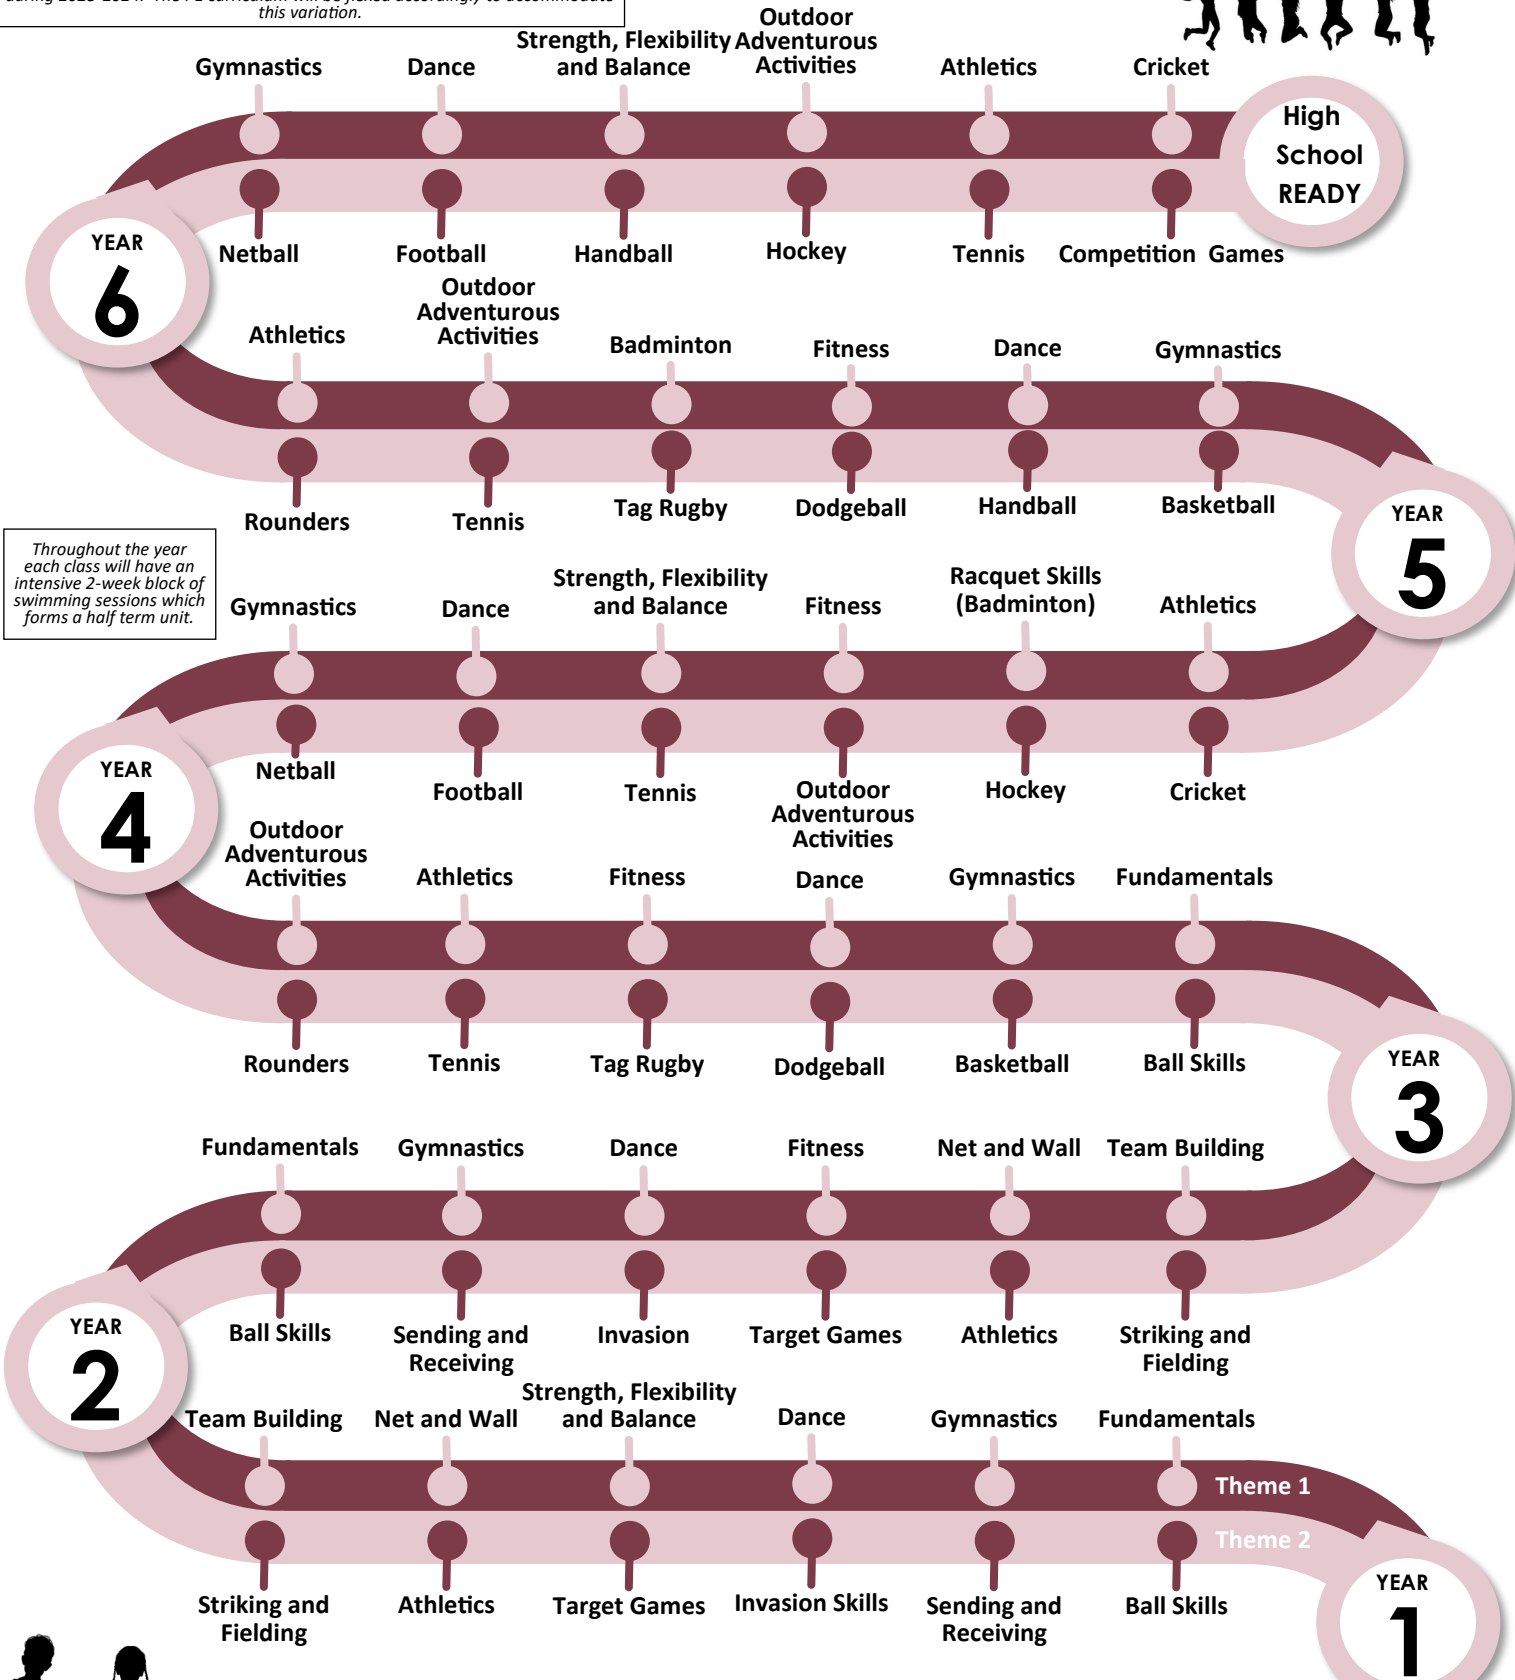 this variation.
Gymnastics
Dance
Strength, Flexibility
and Balance
Outdoor
Adventurous
Activities
Athletics
Cricket
High
School
READY
Netball
Football
Handball
Hockey
Tennis
Competition Games
YEAR
6
Athletics
Outdoor
Adventurous
Activities
Badminton
Fitness
Dance
Gymnastics
Rounders
Tennis
Tag Rugby
Dodgeball
Handball
Basketball
YEAR
5
Throughout the year
each class will have an
intensive 2-week block of
swimming sessions which
forms a half term unit.
Gymnastics
Dance
Strength, Flexibility
and Balance
Fitness
Racquet Skills
(Badminton)
Athletics
Netball
Football
Tennis
Outdoor
Adventurous
Activities
Hockey
Cricket
YEAR
4
Outdoor
Adventurous
Activities
Athletics
Fitness
Dance
Gymnastics
Fundamentals
Rounders
Tennis
Tag Rugby
Dodgeball
Basketball
Ball Skills
YEAR
3
Fundamentals
Gymnastics
Dance
Fitness
Net and Wall
Team Building
Ball Skills
Sending and
Receiving
Invasion
Target Games
Athletics
Striking and
Fielding
YEAR
2
Team Building
Net and Wall
Strength, Flexibility
and Balance
Dance
Gymnastics
Fundamentals
Theme 1
Theme 2
Striking and
Fielding
Athletics
Target Games
Invasion Skills
Sending and
Receiving
Ball Skills
YEAR
1